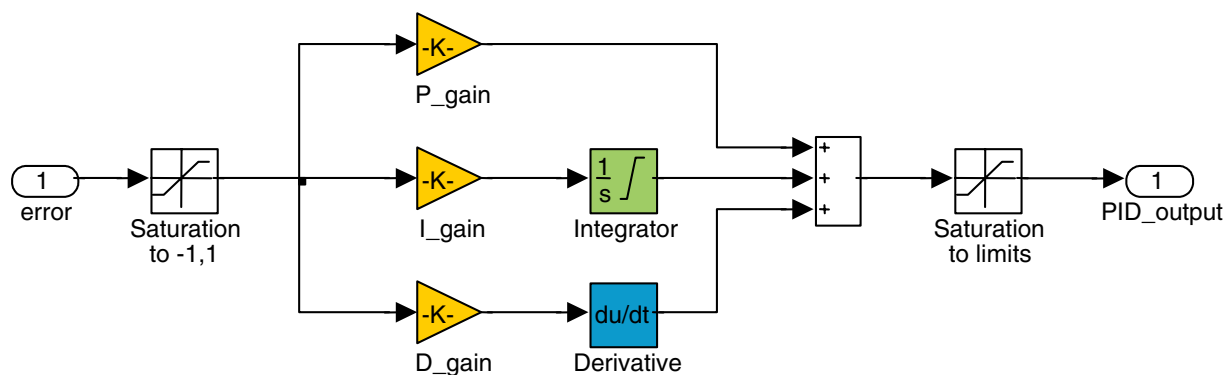 -K-
P_gain
1
error
Saturation
to -1,1
-K-
I_gain
1
s
Integrator
+
+
+
Saturation
to limits
1
PID_output
-K-
D_gain
du/dt
Derivative